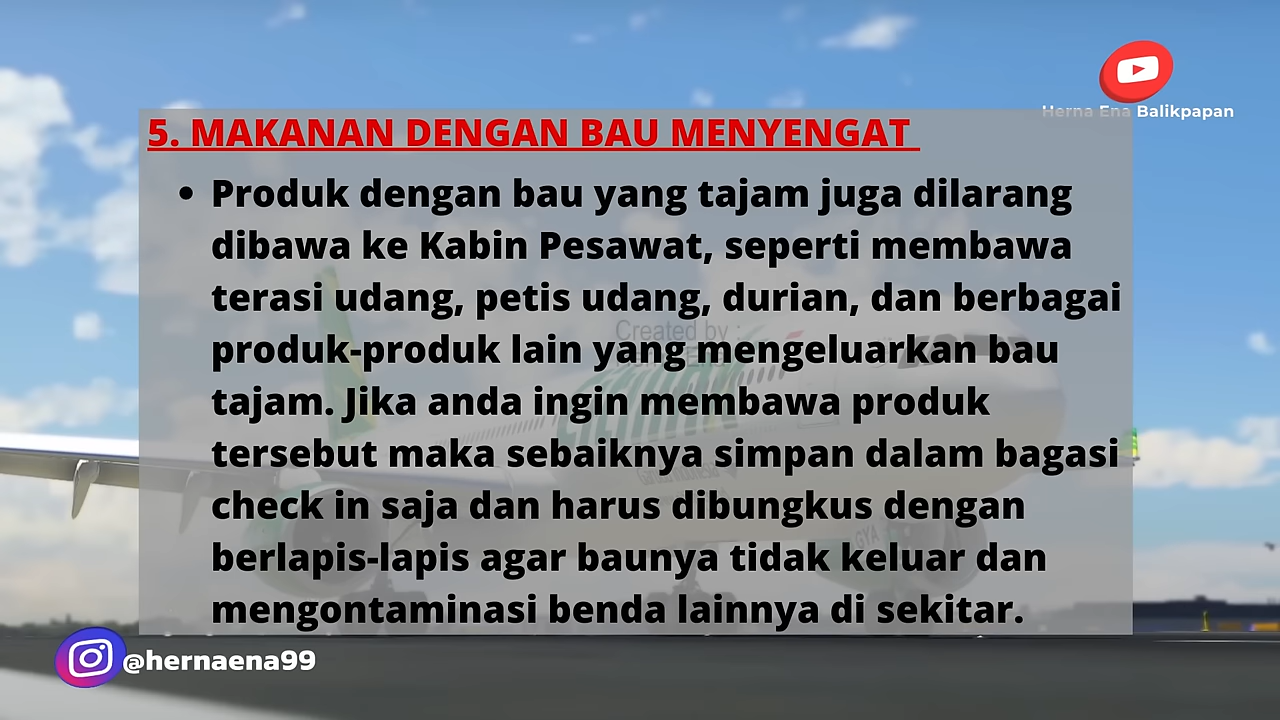 Herna Ena Balikpapan
5. MAKANAN DENGAN BAU MENYENGAT
• Produk dengan bau yang tajam juga dilarang
dibawa ke Kabin Pesawat, seperti membawa
terasi udang, petis udang, durian, dan berbagai
produk-produk lain yang mengeluarkan bau
tajam. Jika anda ingin membawa produk
tersebut maka sebaiknya simpan dalam bagasi
check in saja dan harus dibungkus dengan
berlapis-lapis agar baunya tidak keluar dan
mengontaminasi benda lainnya di sekitar.
Created by :
@hernaena99